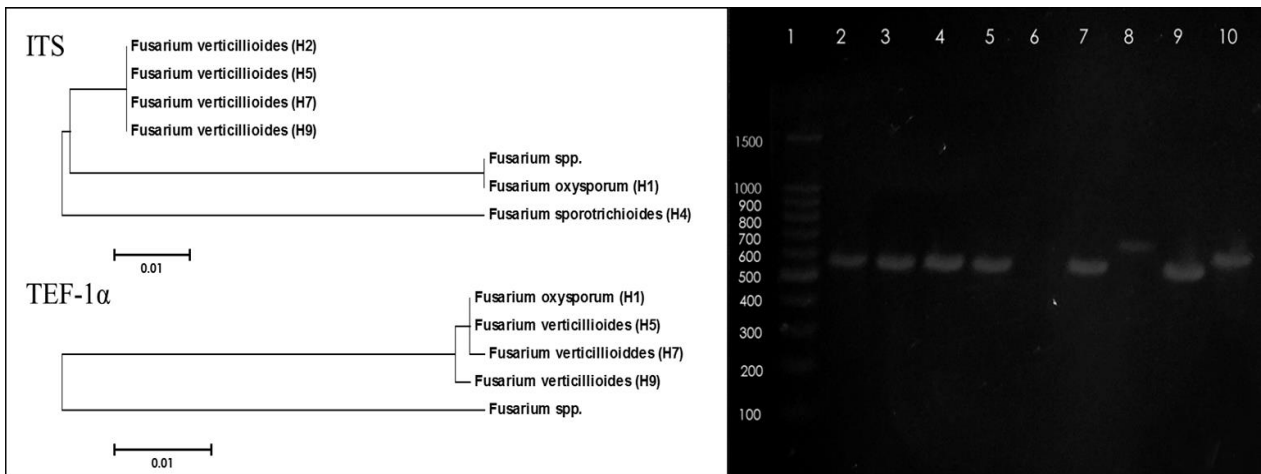 ITS
Fusarium verticillioides (H2)
Fusarium verticillioides (H5)
Fusarium verticillioides (H7)
Fusarium verticillioides (H9)
Fusarium spp.
Fusarium oxysporum (H1)
Fusarium sporotrichioides (H4)
0.01
TEF-1α
Fusarium oxysporum (H1)
Fusarium verticillioides (H5)
Fusarium verticillioiddes (H7)
Fusarium verticillioides (H9)
Fusarium spp.
0.01
1 2 3 4 5 6 7 8 9 10
1500
1000
900
800
700
600
500
400
300
200
100